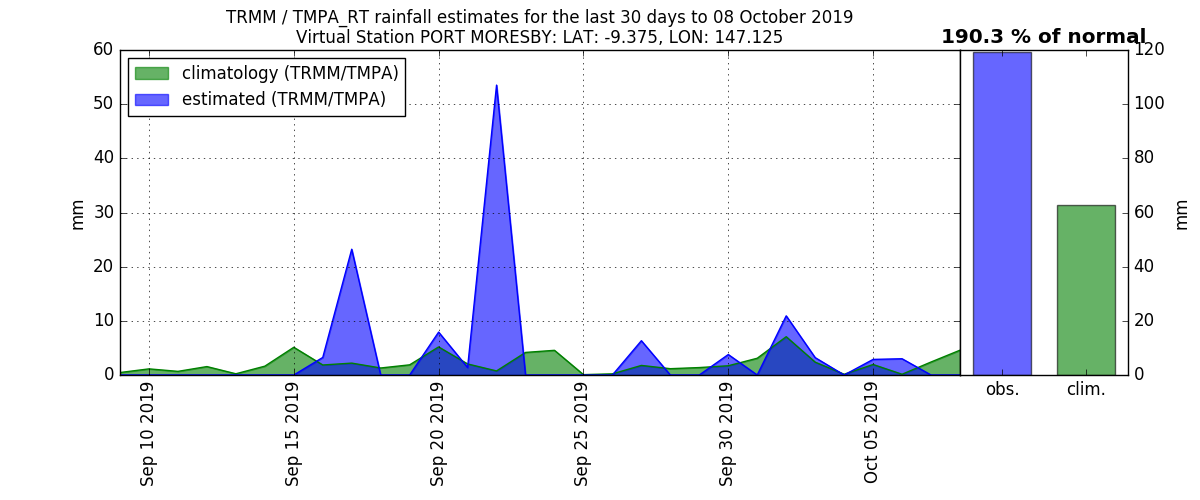 TRMM / TMPA_RT rainfall estimates for the last 30 days to 08 October 2019
Virtual Station PORT MORESBY: LAT: -9.375, LON: 147.125
190.3 % of normal
climatology (TRMM/TMPA)
estimated (TRMM/TMPA)
60
50
40
30
20
10
0
mm
Sep 10 2019
Sep 15 2019
Sep 20 2019
Sep 25 2019
Sep 30 2019
Oct 05 2019
obs.
clim.
120
100
80
60
40
20
0
mm